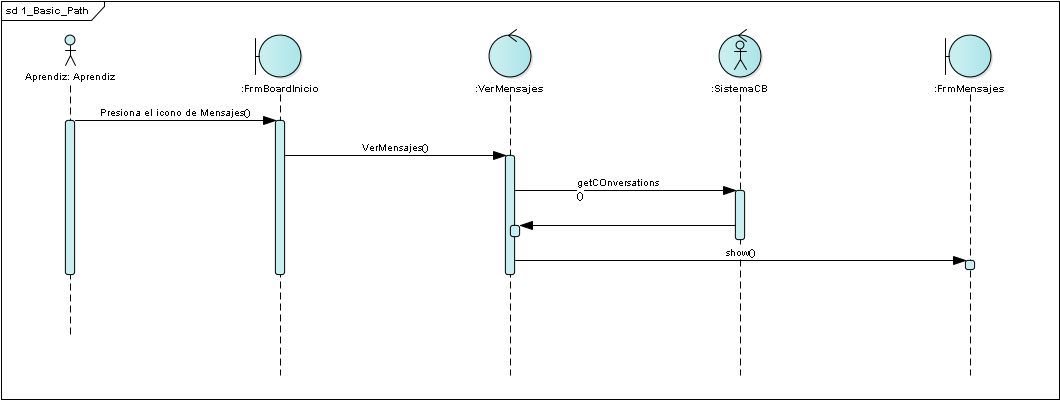 sd 1_Basic_Path
Aprendiz: Aprendiz
:FrmBoardInicio
:VerMensajes
:SistemaCB
:FrmMensajes
Presiona el icono de Mensajes()
VerMensajes()
getCOnversations
()
show()